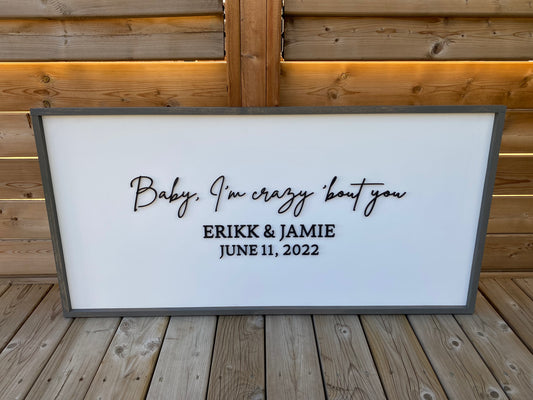 Baby, I'm crazy 'bout you
ERIKK & JAMIE
JUNE 11, 2022